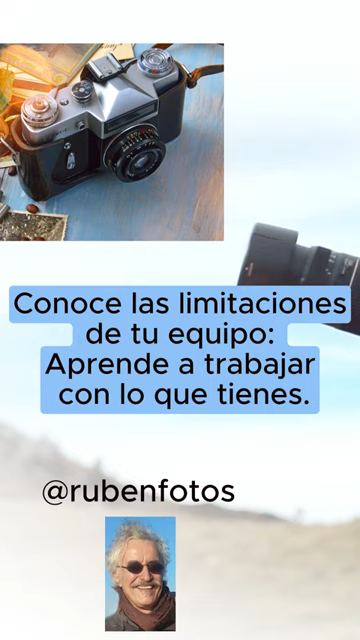 Conoce las limitaciones
de tu equipo:
Aprende a trabajar
con lo que tienes.
@rubenfotos